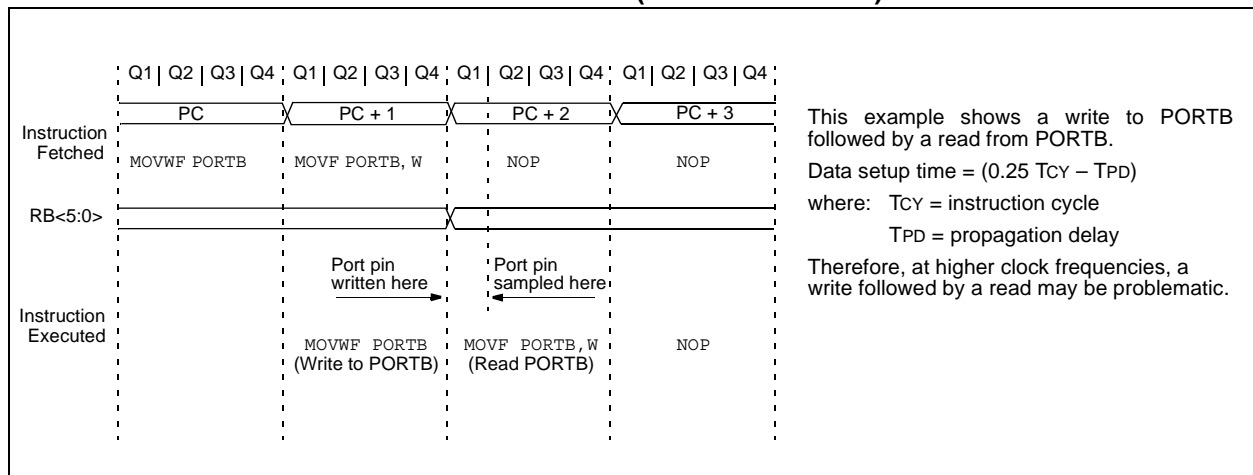 Q1 | Q2 | Q3 | Q4 Q1 | Q2 | Q3 | Q4 Q1 | Q2 | Q3 | Q4 Q1 | Q2 | Q3 | Q4
PC PC + 1 PC + 2 PC + 3
Instruction
Fetched
MOVWF PORTB MOVF PORTB, W NOP NOP
RB<5:0>
Port pin
written here
Port pin
sampled here
Instruction
Executed
MOVWF PORTB MOVF PORTB,W NOP
(Write to PORTB) (Read PORTB)
This example shows a write to PORTB
followed by a read from PORTB.
Data setup time = (0.25 TCY – TPD)
where: TCY = instruction cycle
TPD = propagation delay
Therefore, at higher clock frequencies, a
write followed by a read may be problematic.